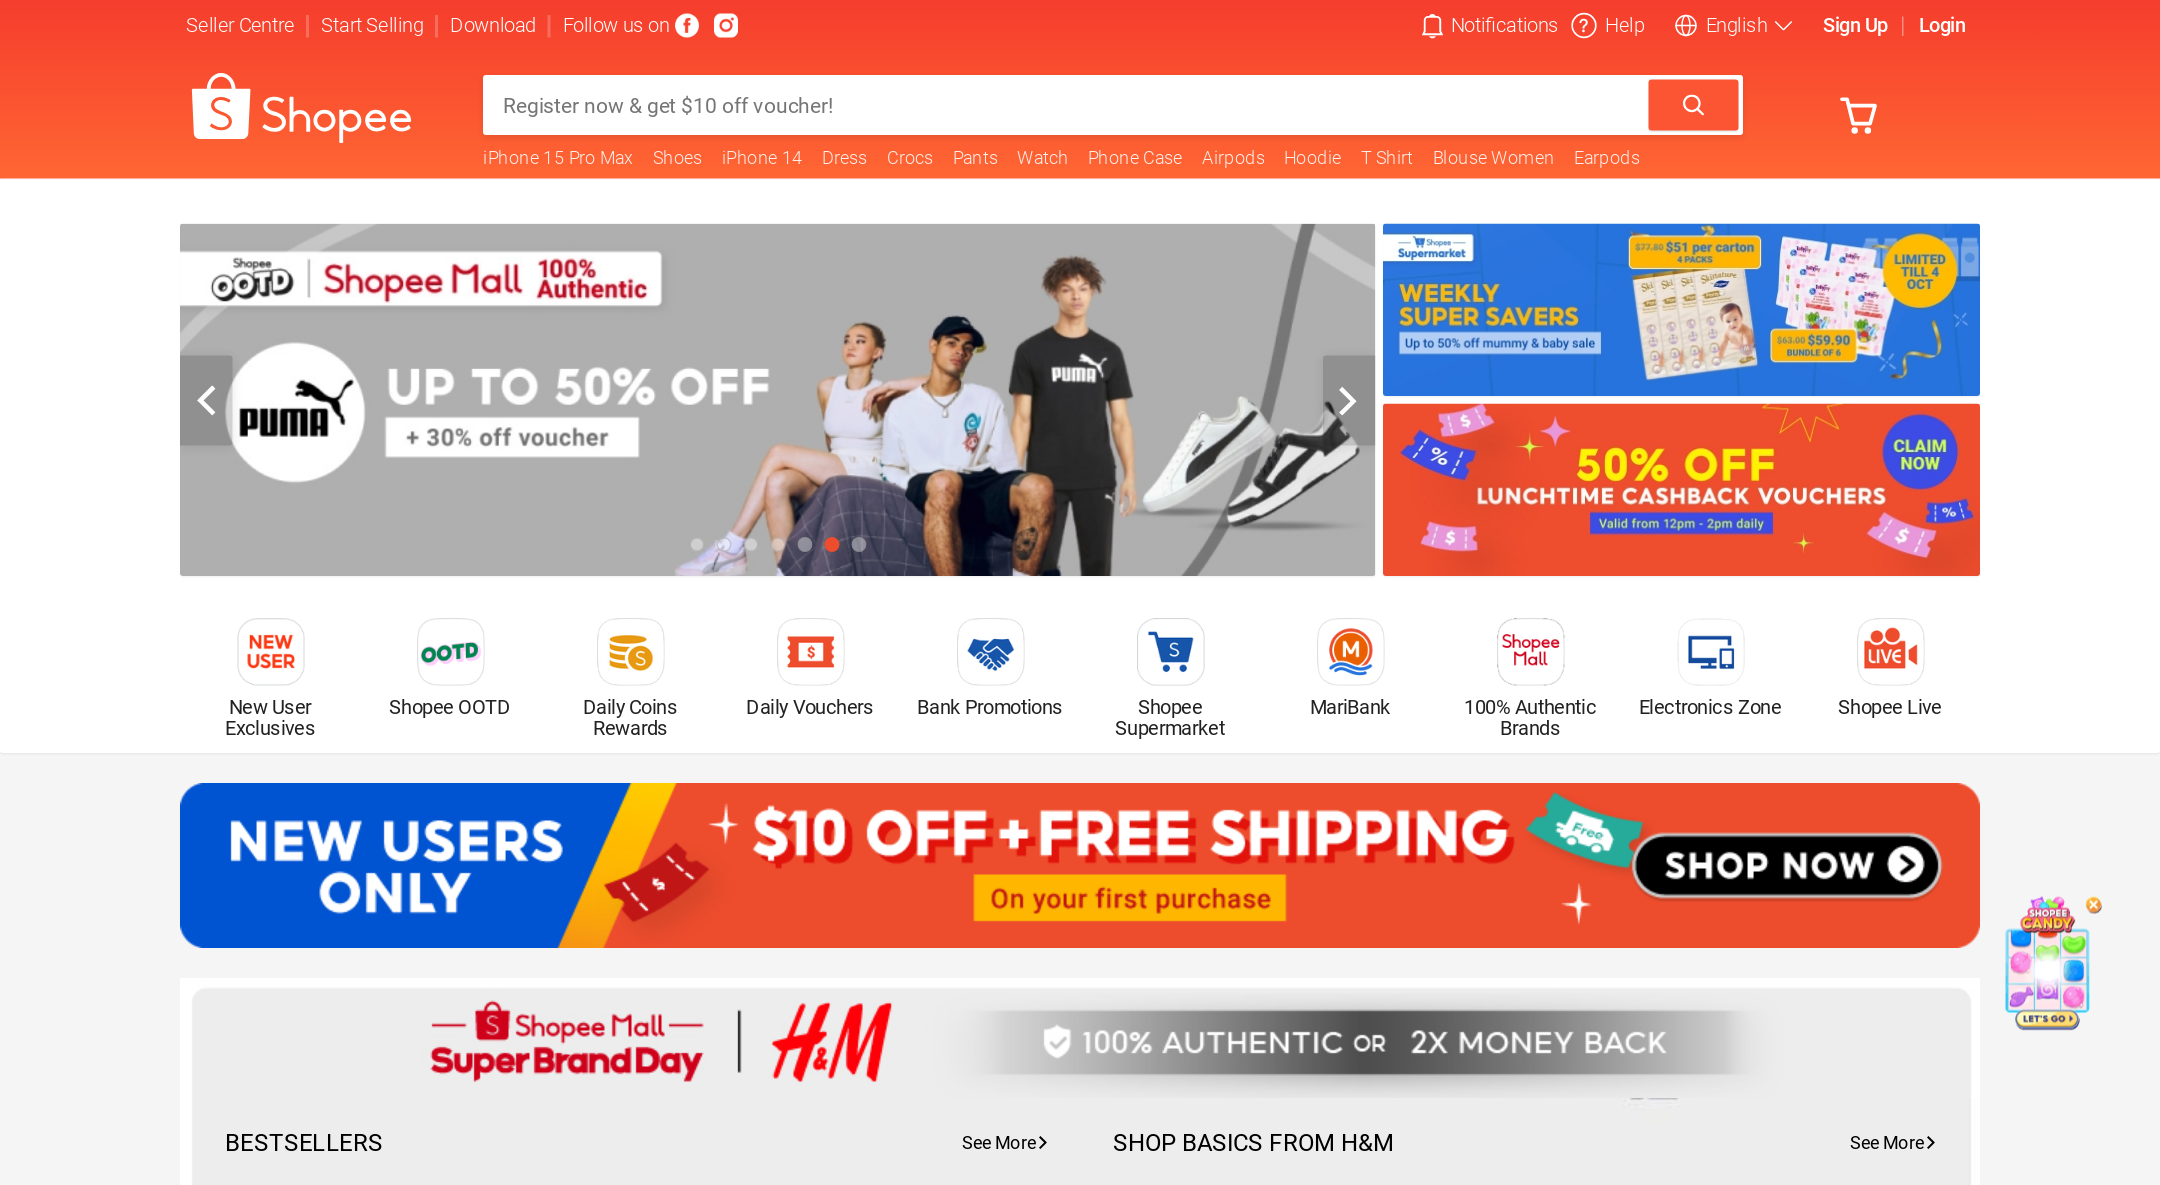 Seller Centre
Start Selling
Download
Follow us on
Notifications
Help
English
Sign Up
Login
Shopee
Register now & get $10 off voucher!
iPhone 15 Pro Max Shoes iPhone 14 Dress Crocs Pants Watch Phone Case Airpods Hoodie T Shirt Blouse Women Earpods
Shopee
OOTD
Shopee Mall
100%
Authentic
PUMA
UP TO 50% OFF
+ 30% off voucher
PUMA
Shopee
Supermarket
WEEKLY
SUPER SAVERS
Up to 50% off mummy & baby sale
$77.80 $51 per carton
4 PACKS
$63.00 $59.90
BUNDLE OF 6
LIMITED
TILL 4
OCT
50% OFF
LUNCHTIME CASHBACK VOUCHERS
Valid from 12pm - 2pm daily
CLAIM
NOW
NEW
USER
New User
Exclusives
OOTD
Shopee OOTD
Daily Coins
Rewards
Daily Vouchers
Bank Promotions
Shopee
Supermarket
M
MariBank
Shopee
Mall
100% Authentic
Brands
Electronics Zone
LIVE
Shopee Live
NEW USERS
ONLY
$10 OFF+FREE SHIPPING
On your first purchase
Free
SHOP NOW
SHOPEE
CANDY
LET'S GO
Shopee Mall
Super Brand Day
H&M
100% AUTHENTIC OR 2X MONEY BACK
BESTSELLERS
See More
SHOP BASICS FROM H&M
See More